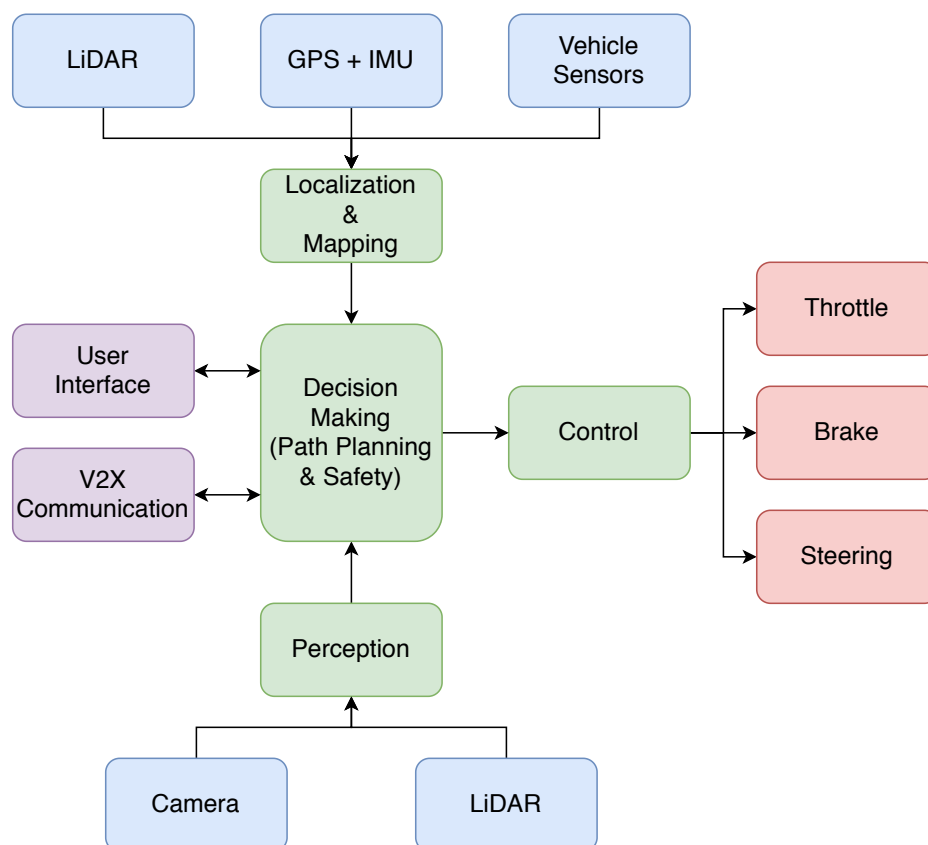 LiDAR
GPS + IMU
Vehicle
Sensors
Localization
&
Mapping
User
Interface
V2X
Communication
Decision
Making
(Path Planning
& Safety)
Control
Throttle
Brake
Steering
Perception
Camera
LiDAR